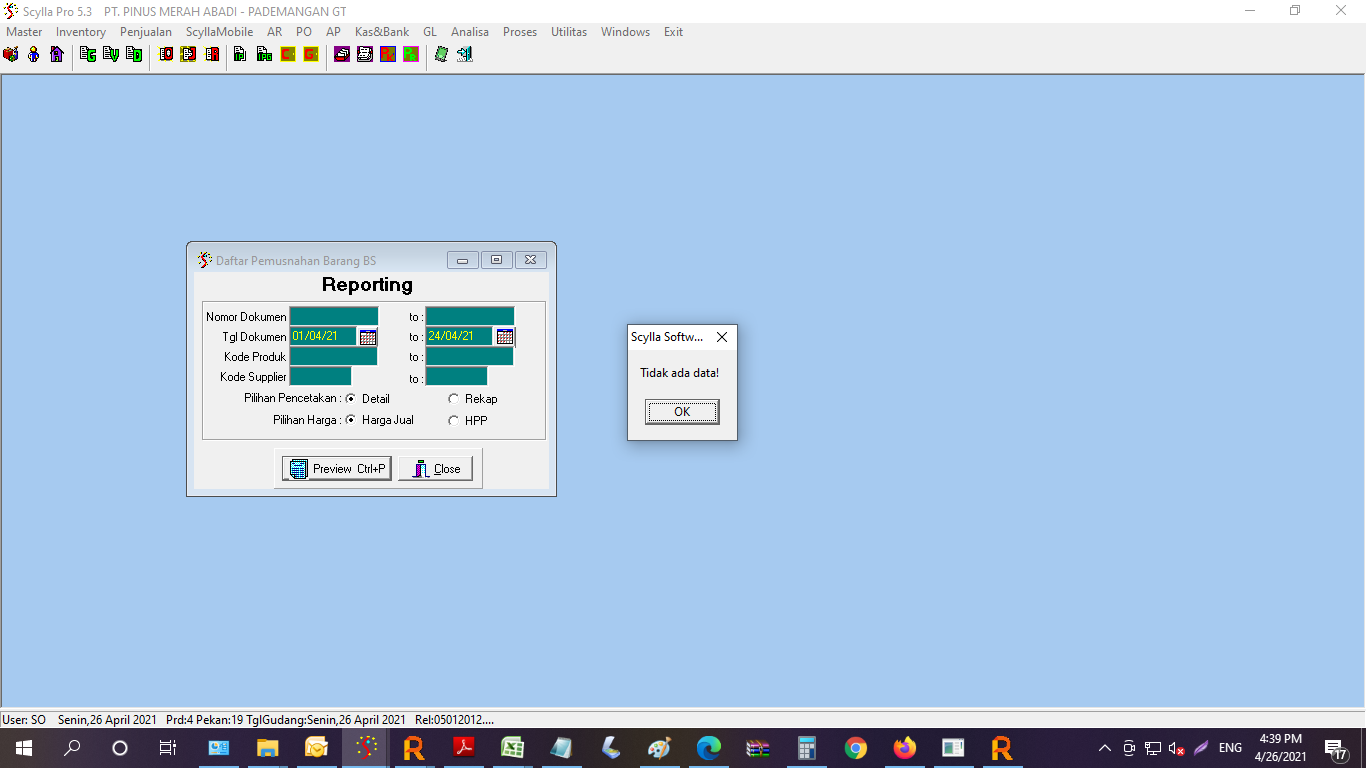 Scylla Pro 5.3 PT. PINUS MERAH ABADI - PADEMANGAN GT
Master Inventory Penjualan ScyllaMobile AR PO AP Kas&Bank GL Analisa Proses Utilitas Windows Exit
Daftar Pemusnahan Barang BS
Reporting
Nomor Dokumen to :
Tgl Dokumen 01/04/21 to : 24/04/21
Kode Produk to :
Kode Supplier to :
Pilihan Pencetakan : Detail Rekap
Pilihan Harga : Harga Jual HPP
Preview Ctrl+P Close
Scylla Softw...
Tidak ada data!
OK
User: SO Senin,26 April 2021 Prd:4 Pekan:19 TglGudang:Senin,26 April 2021 Rel:05012012....
ENG
4:39 PM
4/26/2021
17